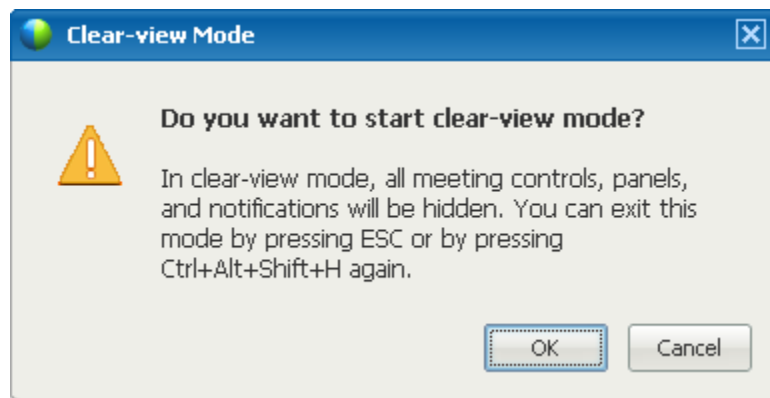 Clear-view Mode
Do you want to start clear-view mode?
In clear-view mode, all meeting controls, panels,
and notifications will be hidden. You can exit this
mode by pressing ESC or by pressing
Ctrl+Alt+Shift+H again.
OK
Cancel